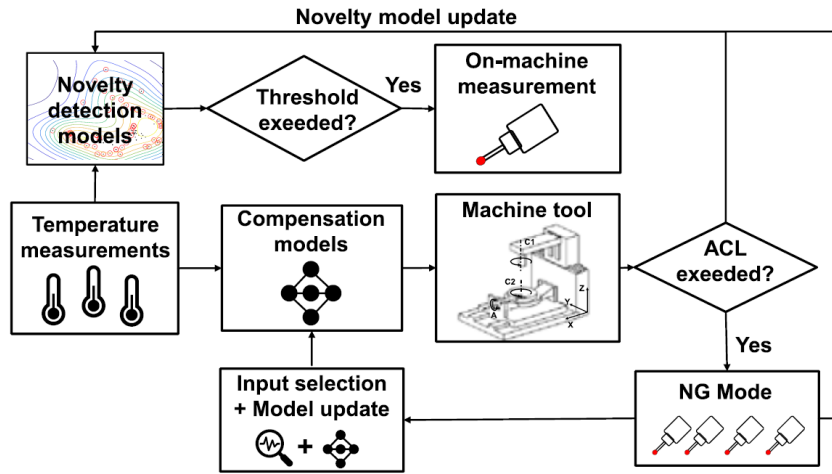 Novelty model update
Novelty
detection
models
Threshold
exeeded?
Yes
On-machine
measurement
Temperature
measurements
Compensation
models
Machine tool
C1
C2
A
Z
Y
X
ACL
exeeded?
Yes
Input selection
+ Model update
+
NG Mode